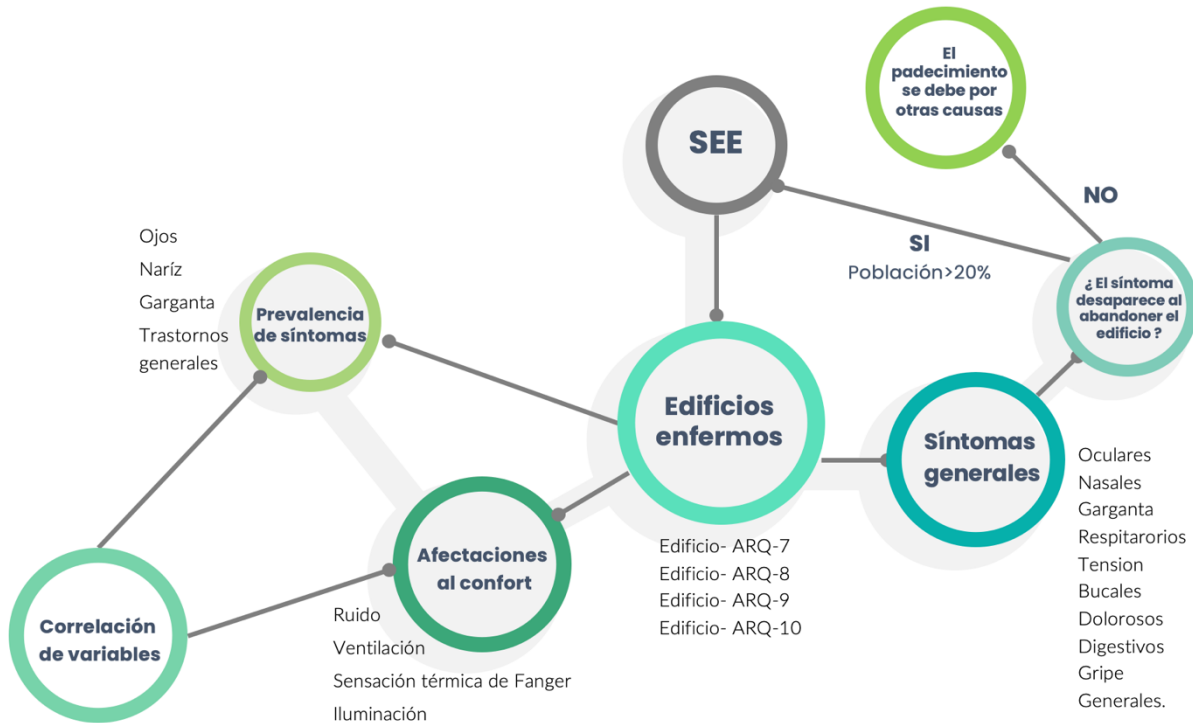 El
padecimiento
se debe por
otras causas
SEE
NO
SI
Población>20%
¿ El síntoma
desaparece al
abandoner el
edificio ?
Ojos
Naríz
Garganta
Trastornos
generales
Prevalencia
de síntomas
Edificios
enfermos
Síntomas
generales
Oculares
Nasales
Garganta
Respitarorios
Tension
Bucales
Dolorosos
Digestivos
Gripe
Generales.
Edificio- ARQ-7
Edificio- ARQ-8
Edificio- ARQ-9
Edificio- ARQ-10
Afectaciones
al confort
Ruido
Ventilación
Sensación térmica de Fanger
Iluminación
Correlación
de variables